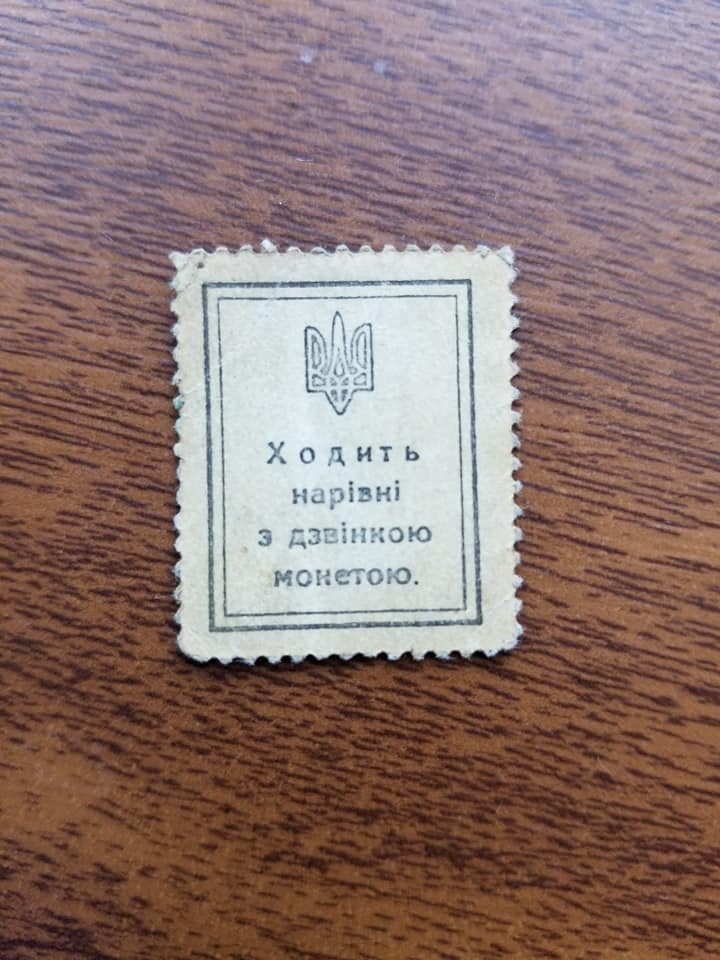 Ходить
нарівні
з дзвінкою
монетою.